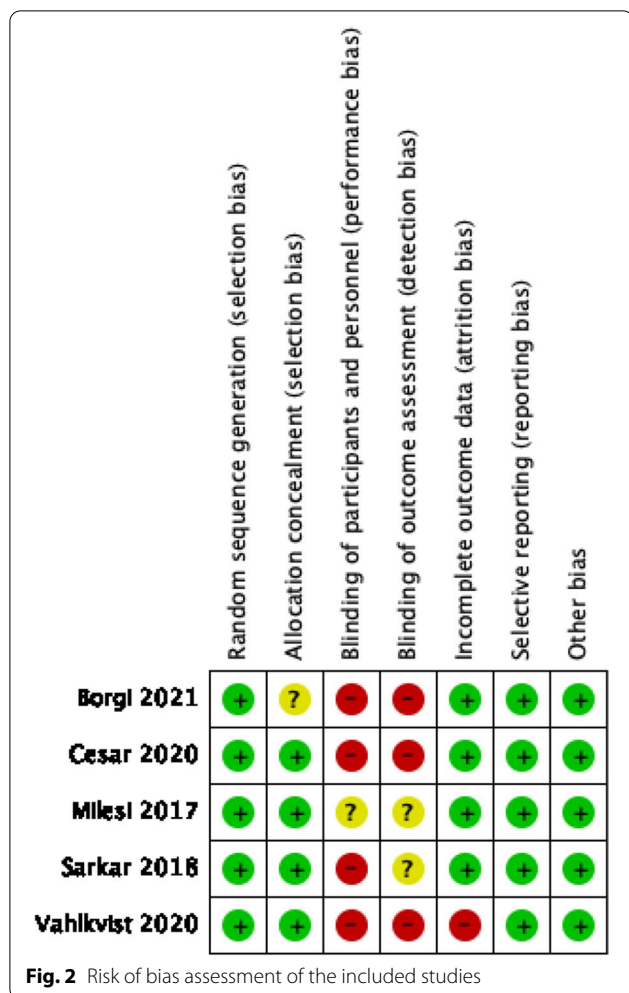 Random sequence generation (selection bias)
Allocation concealment (selection bias)
Blinding of participants and personnel (performance bias)
Blinding of outcome assessment (detection bias)
Incomplete outcome data (attrition bias)
Selective reporting (reporting bias)
Other bias
Borgi 2021 + ? - - + + +
Cesar 2020 + + - - + + +
Milesi 2017 + + ? ? + + +
Sarkar 2018 + + - ? + + +
Vahlkvist 2020 + + - - - + +
Fig. 2 Risk of bias assessment of the included studies